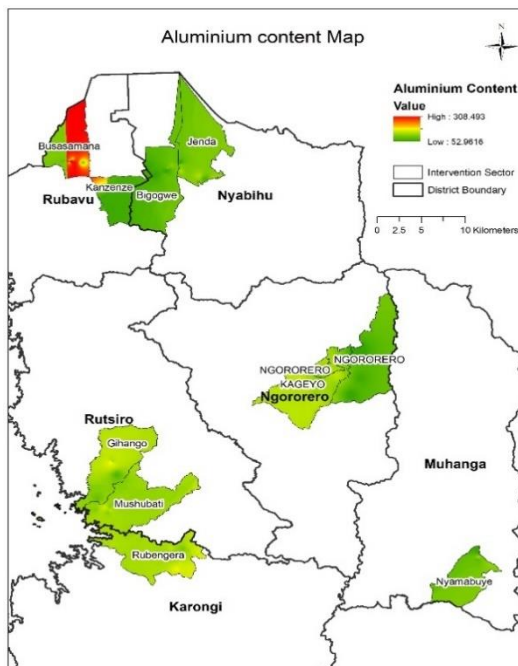 Aluminium content Map
N
Aluminium Content
Value
High : 308.493
Low : 52.9616
Intervention Sector
District Boundary
0 2.5 5 10 Kilometers
Busasamana
Jenda
Kanzenze
Bigogwe
Rubavu
Nyabihu
NGORORERO
NGORORERO
KAGEYO
Ngororero
Rutsiro
Gihango
Muhanga
Mushubati
Rubengera
Nyamabuye
Karongi